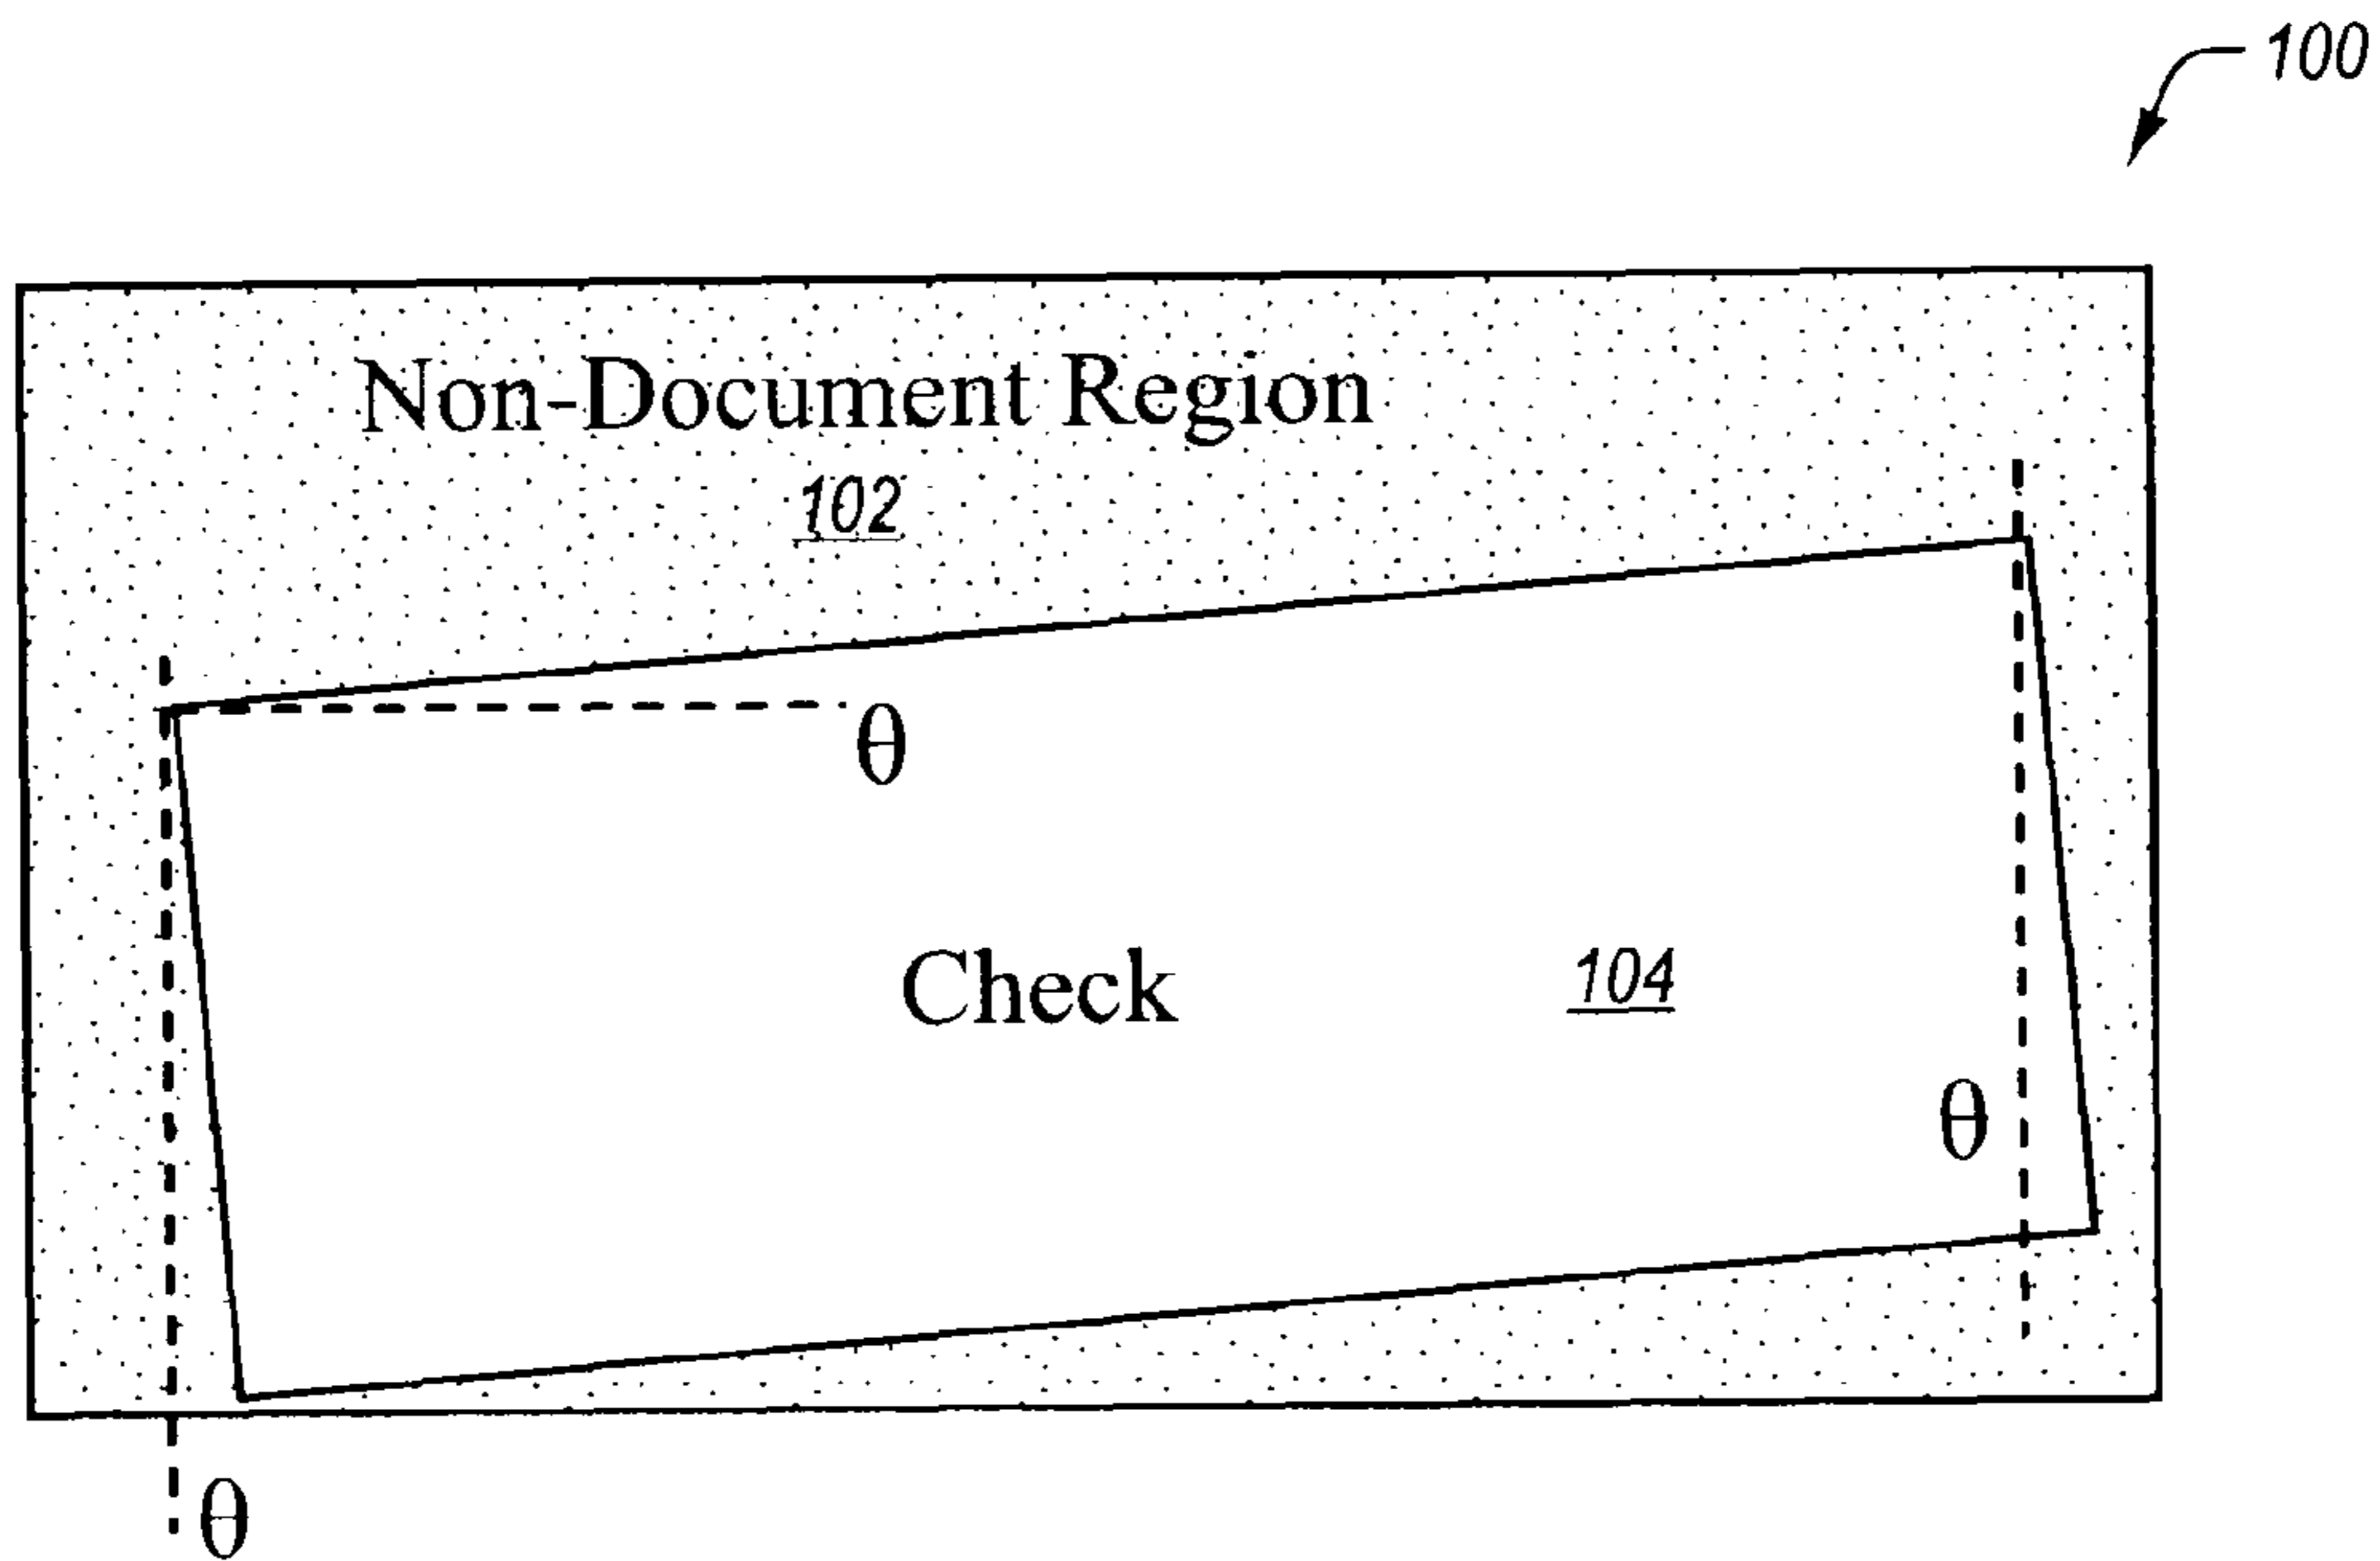 100
Non-Document Region
102
θ
Check
104
θ
θ